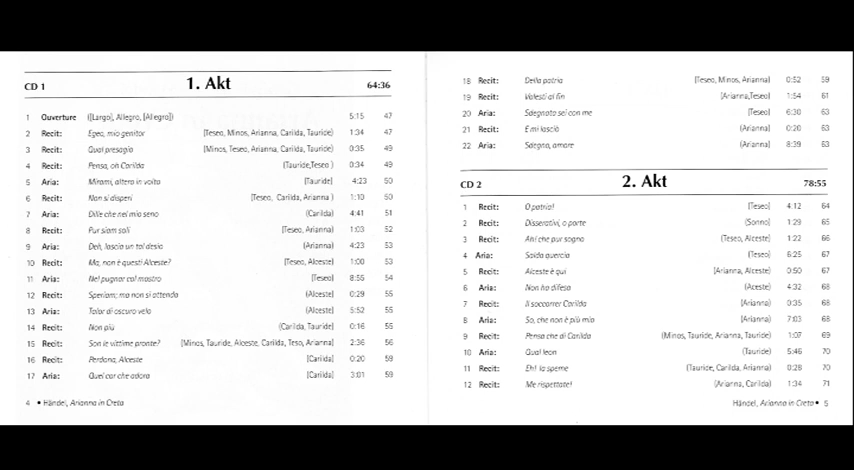 CD 1 1. Akt 64:36
1 Ouverture ([Largo], Allegro, [Allegro]) 5:15 47
2 Recit: Egeo, mio genitor (Teseo, Minos, Arianna, Carilda, Tauride) 1:34 47
3 Recit: Qual presagio (Minos, Teseo, Arianna, Carilda, Tauride) 0:35 49
4 Recit: Pensa, oh Carilda (Tauride,Teseo ) 0:34 49
5 Aria: Mirami, altero in volto (Tauride) 4:23 50
6 Recit: Non si disperi (Teseo, Carilda, Arianna ) 1:10 50
7 Aria: Dille che nel mio seno (Carilda) 4:41 51
8 Recit: Pur siam soli (Teseo, Arianna) 1:03 52
9 Aria: Deh, lascia un tal desio (Arianna) 4:23 53
10 Recit: Ma, non è questi Alceste? (Teseo, Alceste) 1:00 53
11 Aria: Nel pugnar col mostro (Teseo) 8:55 54
12 Recit: Speriam; ma non si attenda (Alceste) 0:29 55
13 Aria: Talor di oscuro velo (Alceste) 5:52 55
14 Recit: Non più (Carilda, Tauride) 0:16 55
15 Recit: Son le vittime pronte? (Minos, Tauride, Alceste, Carilda, Teso, Arianna) 2:36 56
16 Recit: Perdona, Alceste (Carilda) 0:20 59
17 Aria: Quel cor che adora (Carilda) 3:01 59
4 • Händel, Arianna in Creta
18 Recit: Della patria (Teseo, Minos, Arianna) 0:52 59
19 Recit: Valesti al fin (Arianna,Teseo) 1:54 61
20 Aria: Sdegnata sei con me (Teseo) 6:30 63
21 Recit: E mi lascia (Arianna) 0:20 63
22 Aria: Sdegno, amore (Arianna) 8:39 63
CD 2 2. Akt 78:55
1 Recit: O patria! (Teseo) 4:12 64
2 Recit: Disserativi, o porte (Sonno) 1:29 65
3 Recit: Ah! che pur sogno (Teseo, Alceste) 1:22 66
4 Aria: Salda quercia (Teseo) 6:25 67
5 Recit: Alceste è qui (Arianna, Alceste) 0:50 67
6 Aria: Non ha difesa (Aceste) 4:32 68
7 Recit: Il soccorrer Carilda (Arianna) 0:35 68
8 Aria: So, che non è più mio (Arianna) 7:03 68
9 Recit: Pensa che di Carilda (Minos, Tauride, Arianna, Tauride) 1:07 69
10 Aria: Qual leon (Tauride) 5:46 70
11 Recit: Eh! la speme (Tauride, Carilda, Arianna) 0:28 70
12 Recit: Me rispettate! (Arianna, Carilda) 1:34 71
Händel, Arianna in Creta • 5